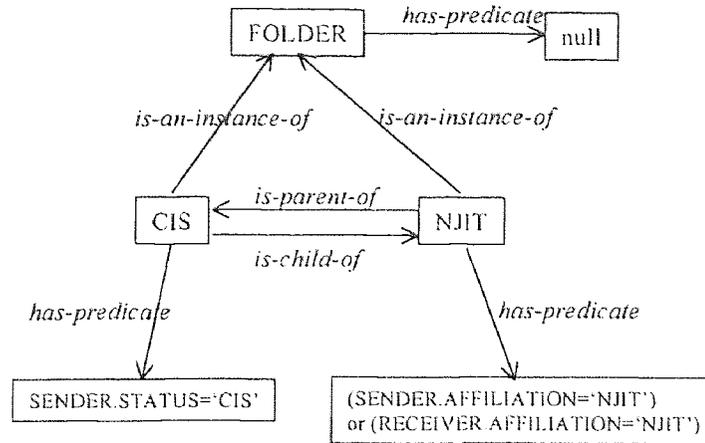 has-predicate
FOLDER
null
is-an-instance-of
is-an-instance-of
is-parent-of
CIS
NJIT
is-child-of
has-predicate
has-predicate
SENDER.STATUS='CIS'
(SENDER.AFFILIATION='NJIT')
or (RECEIVER.AFFILIATION='NJIT')